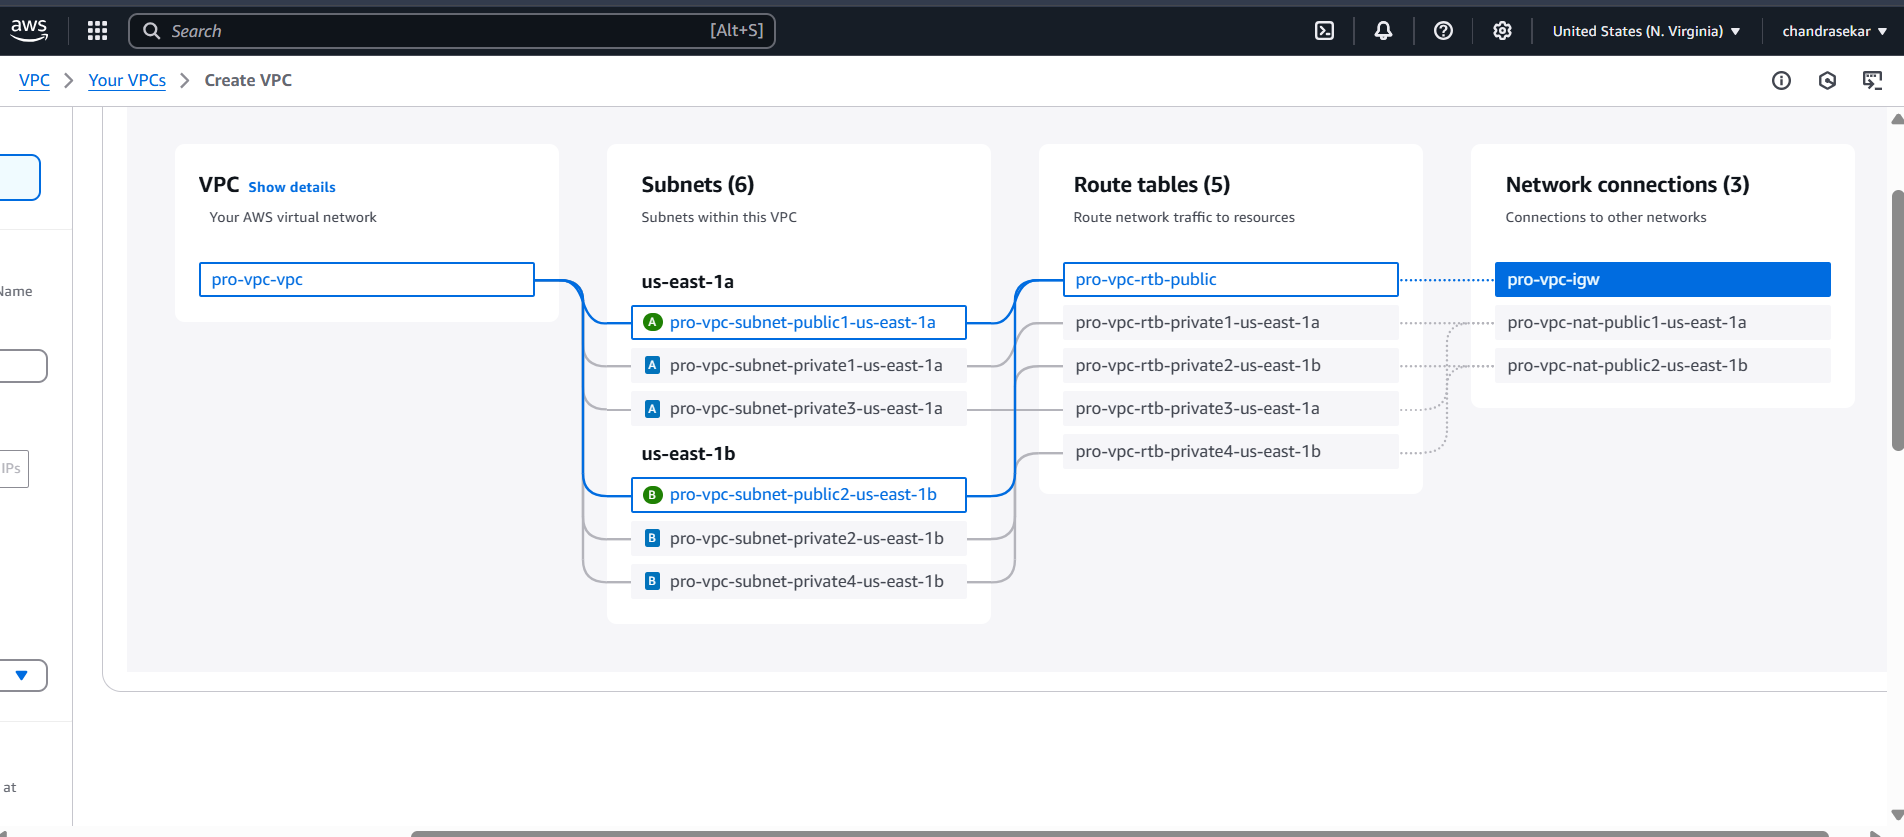 aws
Search
[Alt+S]
United States (N. Virginia)
chandrasekar
VPC
Your VPCs
Create VPC
Name
IPs
at
VPC Show details
Your AWS virtual network
pro-vpc-vpc
Subnets (6)
Subnets within this VPC
us-east-1a
A pro-vpc-subnet-public1-us-east-1a
A pro-vpc-subnet-private1-us-east-1a
A pro-vpc-subnet-private3-us-east-1a
us-east-1b
B pro-vpc-subnet-public2-us-east-1b
B pro-vpc-subnet-private2-us-east-1b
B pro-vpc-subnet-private4-us-east-1b
Route tables (5)
Route network traffic to resources
pro-vpc-rtb-public
pro-vpc-rtb-private1-us-east-1a
pro-vpc-rtb-private2-us-east-1b
pro-vpc-rtb-private3-us-east-1a
pro-vpc-rtb-private4-us-east-1b
Network connections (3)
Connections to other networks
pro-vpc-igw
pro-vpc-nat-public1-us-east-1a
pro-vpc-nat-public2-us-east-1b